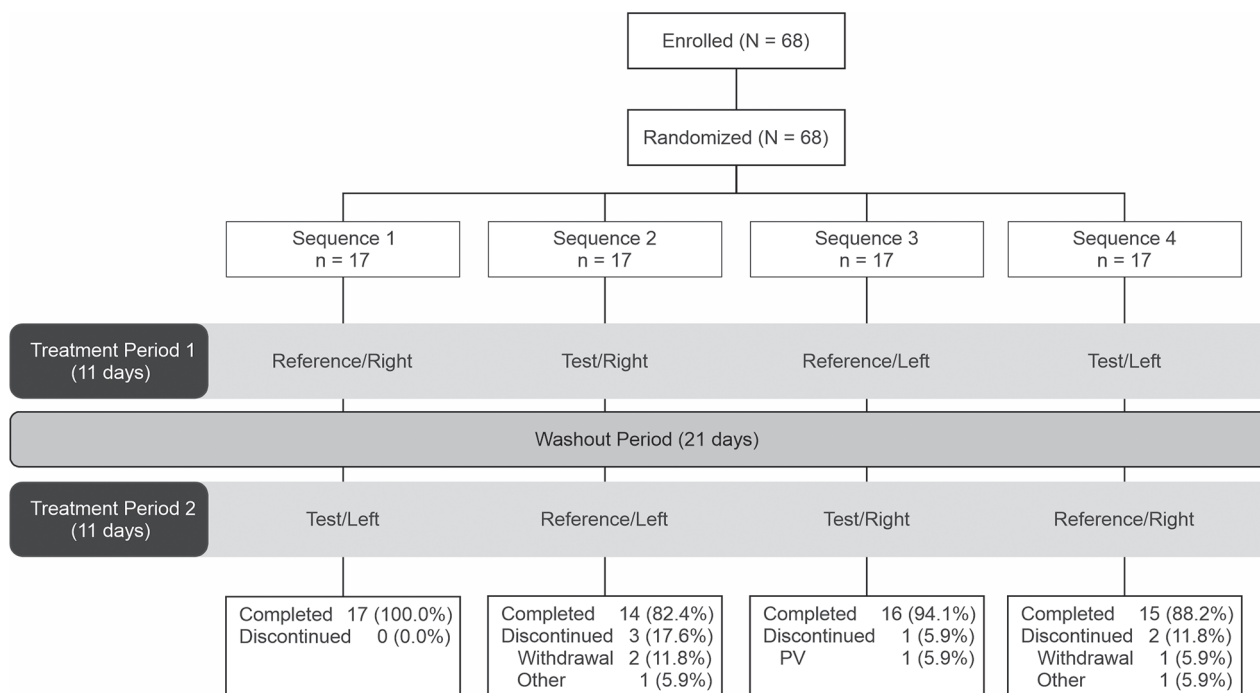 Enrolled (N = 68)
Randomized (N = 68)
Sequence 1
n = 17
Sequence 2
n = 17
Sequence 3
n = 17
Sequence 4
n = 17
Treatment Period 1
(11 days)
Reference/Right
Test/Right
Reference/Left
Test/Left
Washout Period (21 days)
Treatment Period 2
(11 days)
Test/Left
Reference/Left
Test/Right
Reference/Right
Completed 17 (100.0%)
Discontinued 0 (0.0%)
Completed 14 (82.4%)
Discontinued 3 (17.6%)
Withdrawal 2 (11.8%)
Other 1 (5.9%)
Completed 16 (94.1%)
Discontinued 1 (5.9%)
PV 1 (5.9%)
Completed 15 (88.2%)
Discontinued 2 (11.8%)
Withdrawal 1 (5.9%)
Other 1 (5.9%)